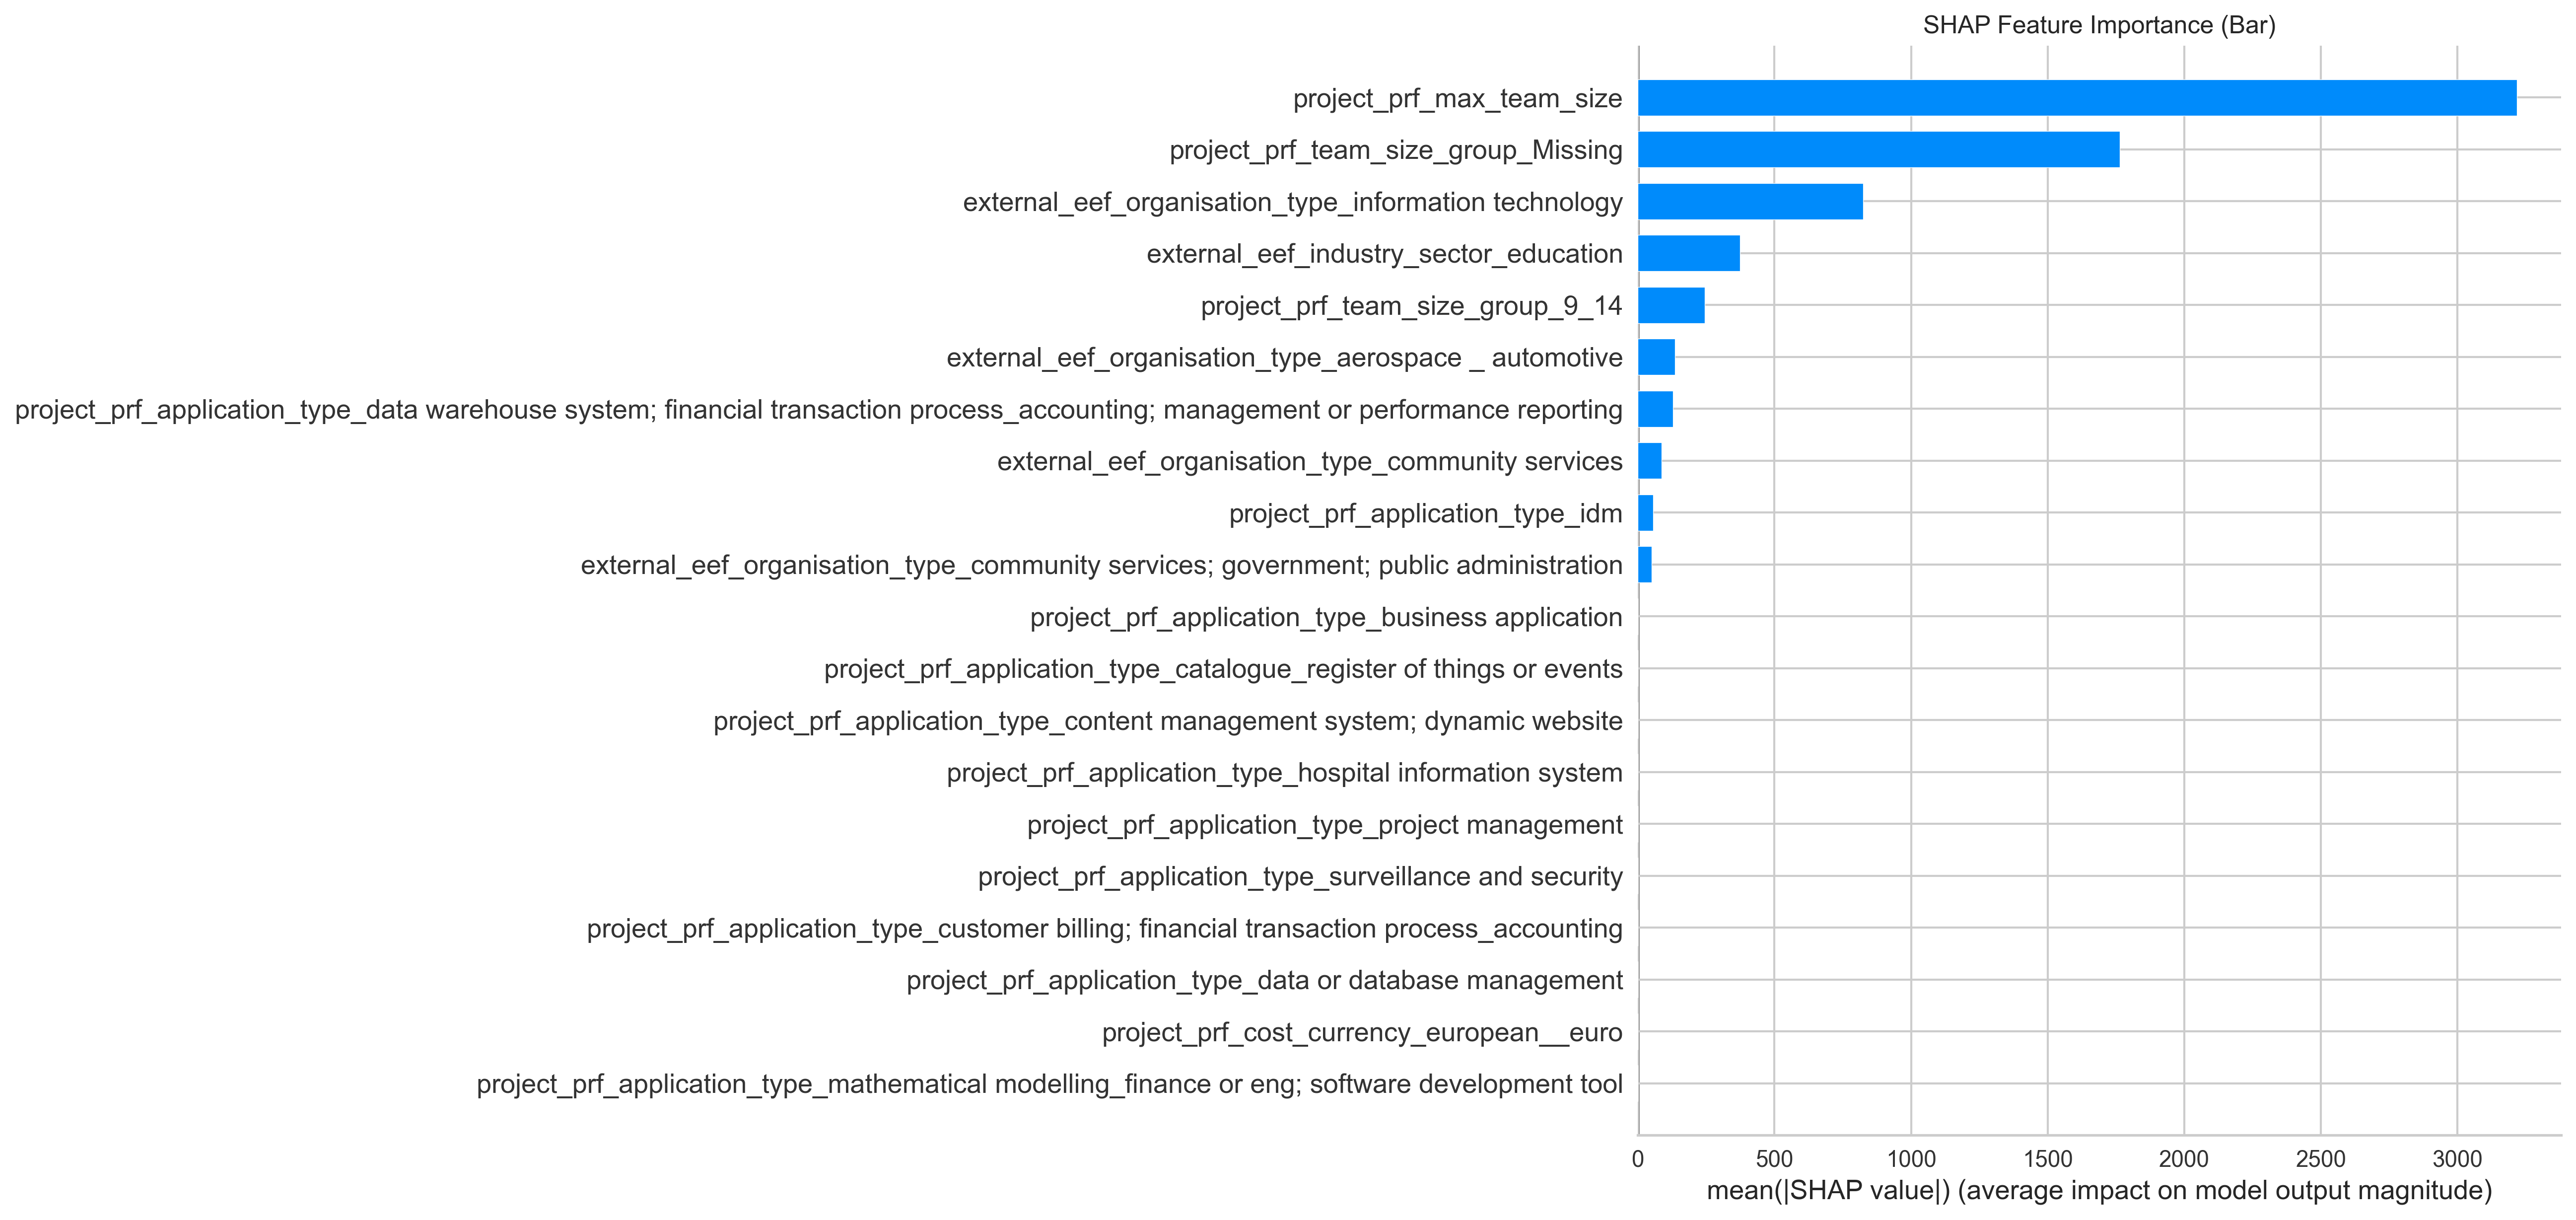 SHAP Feature Importance (Bar)
project_prf_max_team_size
project_prf_team_size_group_Missing
external_eef_organisation_type_information technology
external_eef_industry_sector_education
project_prf_team_size_group_9_14
external_eef_organisation_type_aerospace _ automotive
project_prf_application_type_data warehouse system; financial transaction process_accounting; management or performance reporting
external_eef_organisation_type_community services
project_prf_application_type_idm
external_eef_organisation_type_community services; government; public administration
project_prf_application_type_business application
project_prf_application_type_catalogue_register of things or events
project_prf_application_type_content management system; dynamic website
project_prf_application_type_hospital information system
project_prf_application_type_project management
project_prf_application_type_surveillance and security
project_prf_application_type_customer billing; financial transaction process_accounting
project_prf_application_type_data or database management
project_prf_cost_currency_european__euro
project_prf_application_type_mathematical modelling_finance or eng; software development tool
0 500 1000 1500 2000 2500 3000
mean(|SHAP value|) (average impact on model output magnitude)